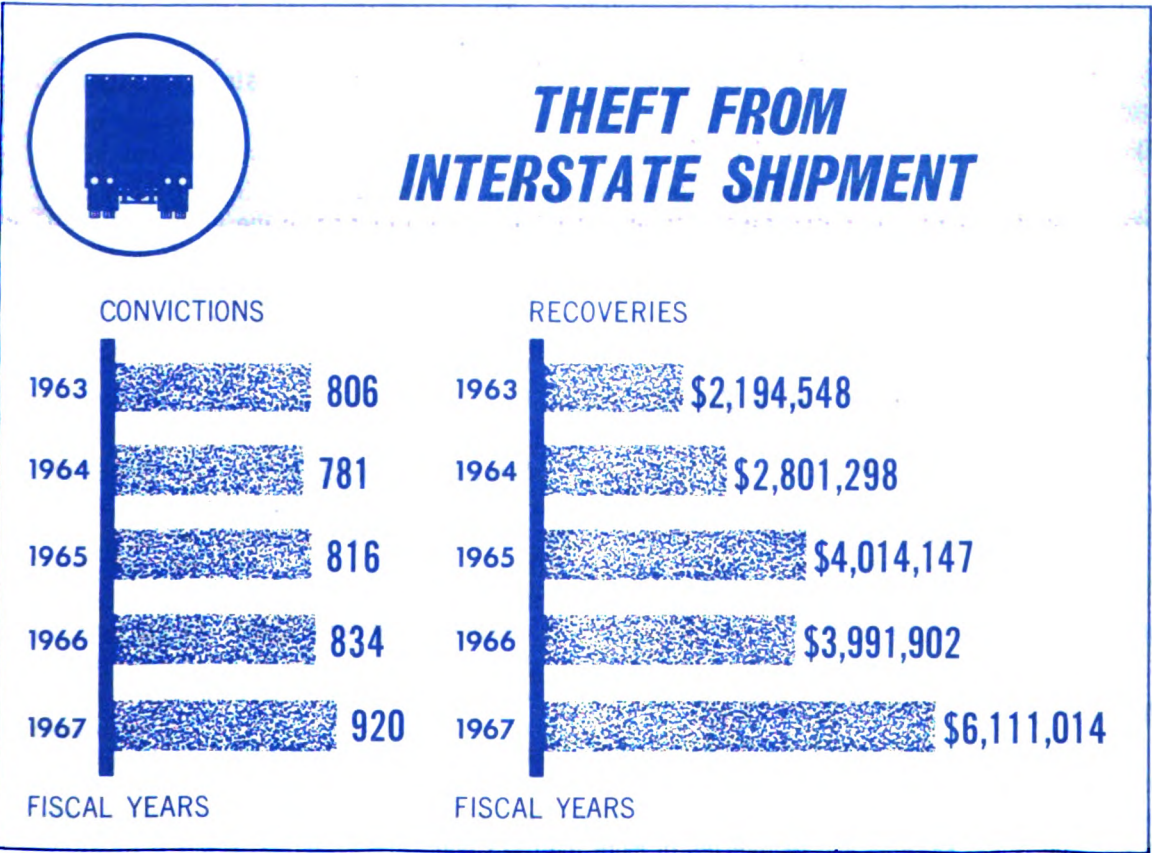 THEFT FROM
INTERSTATE SHIPMENT
CONVICTIONS
1963 806
1964 781
1965 816
1966 834
1967 920
FISCAL YEARS
RECOVERIES
1963 $2,194,548
1964 $2,801,298
1965 $4,014,147
1966 $3,991,902
1967 $6,111,014
FISCAL YEARS